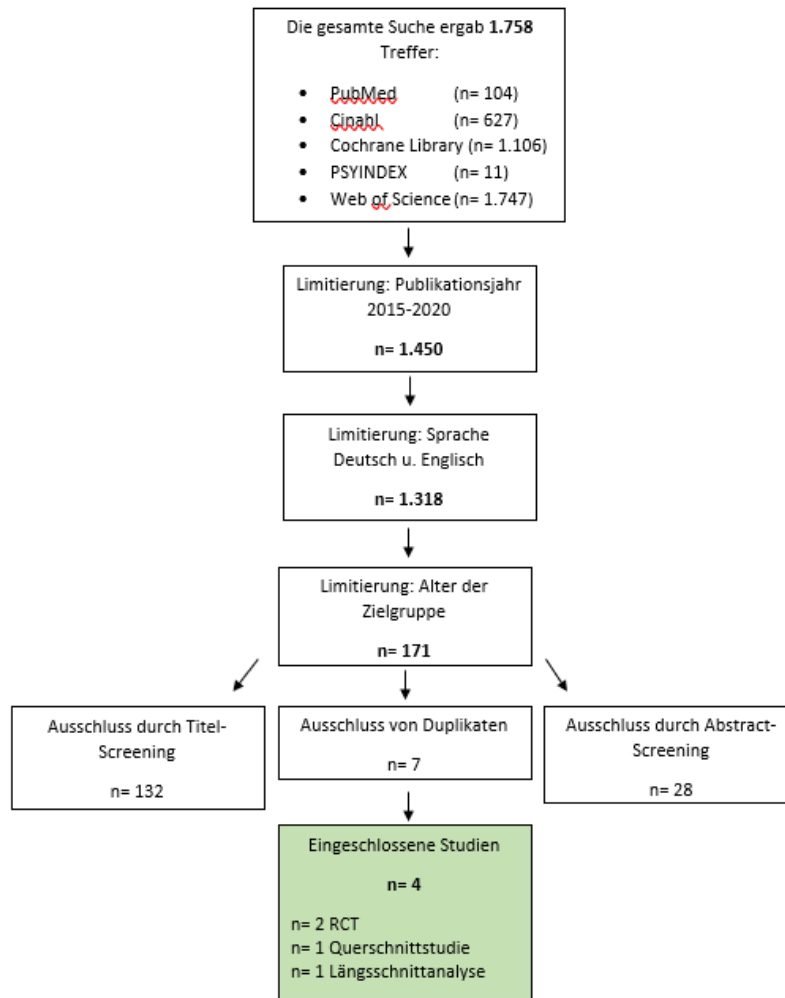 Die gesamte Suche ergab 1.758
Treffer:
• PubMed (n= 104)
• Cinahl (n= 627)
• Cochrane Library (n= 1.106)
• PSYINDEX (n= 11)
• Web of Science (n= 1.747)
Limitierung: Publikationsjahr
2015-2020
n= 1.450
Limitierung: Sprache
Deutsch u. Englisch
n= 1.318
Limitierung: Alter der
Zielgruppe
n= 171
Ausschluss durch Titel-
Screening
n= 132
Ausschluss von Duplikaten
n= 7
Ausschluss durch Abstract-
Screening
n= 28
Eingeschlossene Studien
n= 4
n= 2 RCT
n= 1 Querschnittstudie
n= 1 Längsschnittanalyse